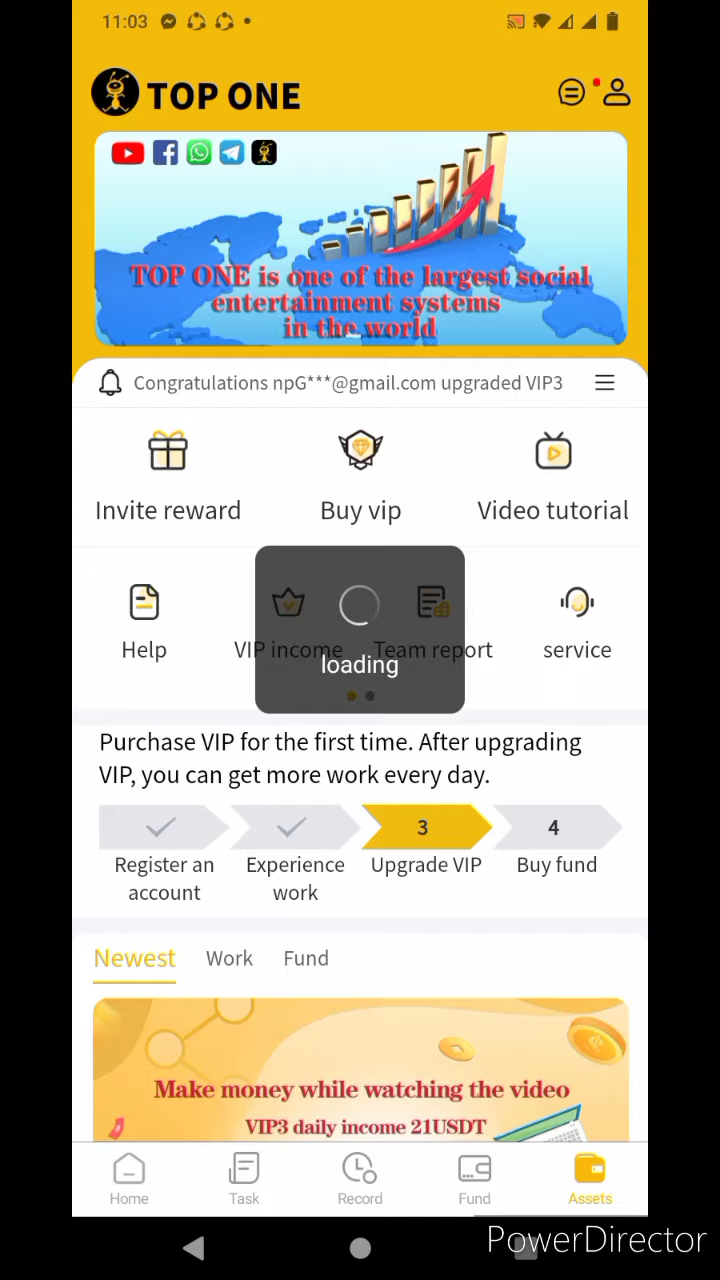 11:03
TOP ONE
TOP ONE is one of the largest social
entertainment systems
in the world
Congratulations npG***@gmail.com upgraded VIP3
Invite reward
Buy vip
Video tutorial
Help
VIP income
Team report
service
loading
Purchase VIP for the first time. After upgrading
VIP, you can get more work every day.
3
4
Register an
account
Experience
work
Upgrade VIP
Buy fund
Newest
Work
Fund
Make money while watching the video
VIP3 daily income 21USDT
Home
Task
Record
Fund
Assets
PowerDirector